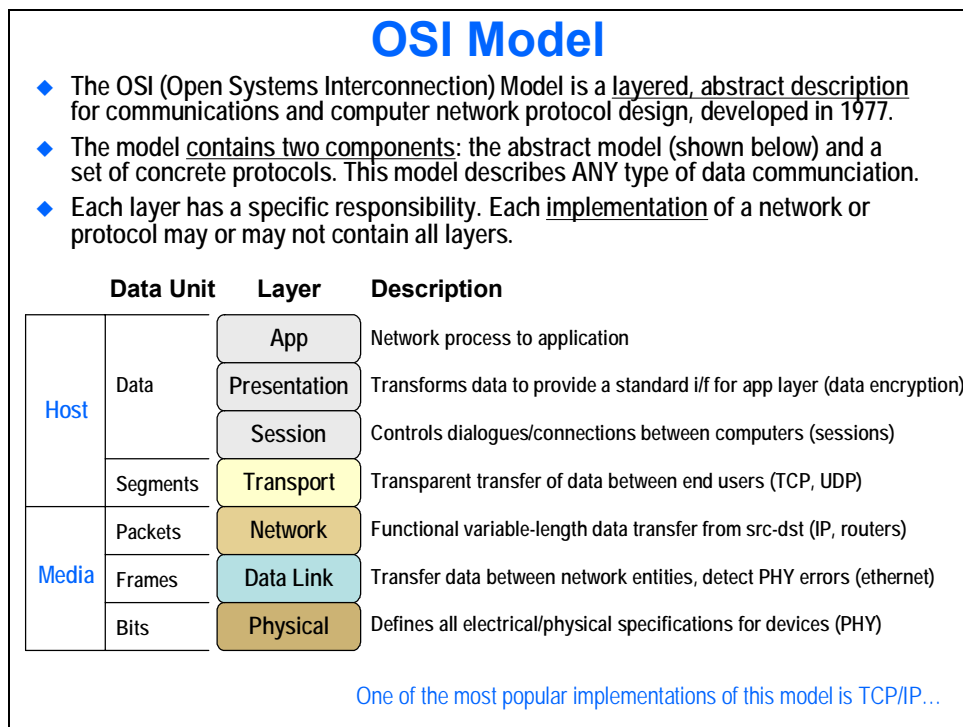 OSI Model
The OSI (Open Systems Interconnection) Model is a layered, abstract description
for communications and computer network protocol design, developed in 1977.
The model contains two components: the abstract model (shown below) and a
set of concrete protocols. This model describes ANY type of data communciation.
Each layer has a specific responsibility. Each implementation of a network or
protocol may or may not contain all layers.
Data Unit Layer Description
Host
Data
App Network process to application
Presentation Transforms data to provide a standard i/f for app layer (data encryption)
Session Controls dialogues/connections between computers (sessions)
Segments Transport Transparent transfer of data between end users (TCP, UDP)
Media
Packets Network Functional variable-length data transfer from src-dst (IP, routers)
Frames Data Link Transfer data between network entities, detect PHY errors (ethernet)
Bits Physical Defines all electrical/physical specifications for devices (PHY)
One of the most popular implementations of this model is TCP/IP…